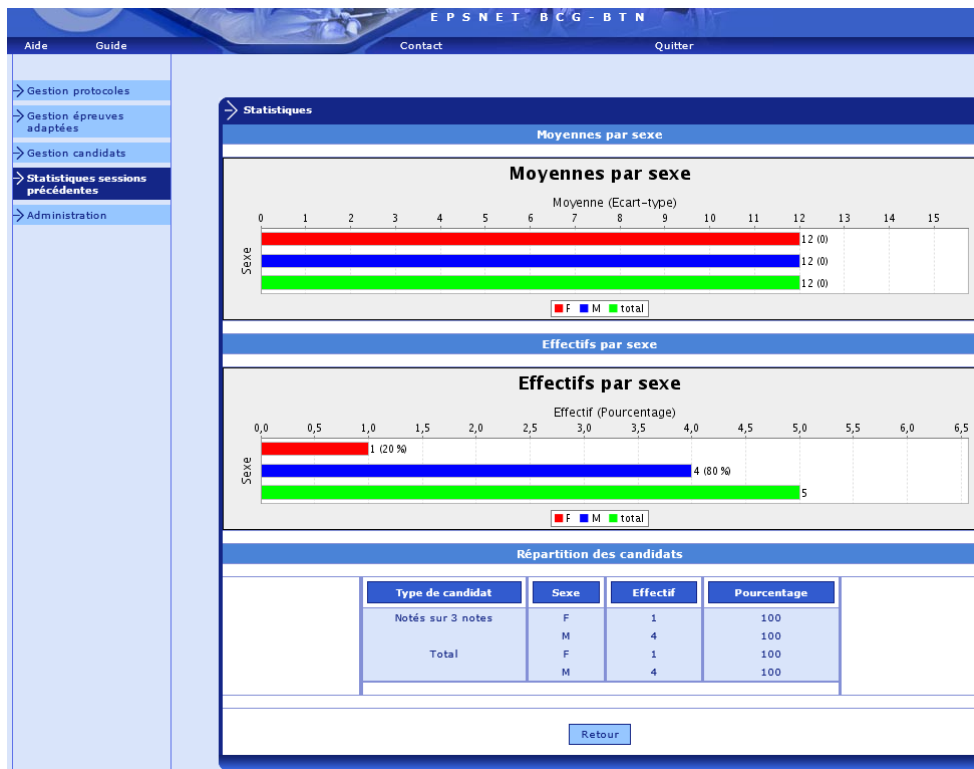 EPSNET BCG-BTN
Aide Guide Contact Quitter
Gestion protocoles
Gestion épreuves
adaptées
Gestion candidats
Statistiques sessions
précédentes
Administration
Statistiques
Moyennes par sexe
Moyennes par sexe
Moyenne (Ecart-type)
0 1 2 3 4 5 6 7 8 9 10 11 12 13 14 15
Sexe
12 (0)
12 (0)
12 (0)
F M total
Effectifs par sexe
Effectifs par sexe
Effectif (Pourcentage)
0,0 0,5 1,0 1,5 2,0 2,5 3,0 3,5 4,0 4,5 5,0 5,5 6,0 6,5
Sexe
1 (20 %)
4 (80 %)
5
F M total
Répartition des candidats
Type de candidat Sexe Effectif Pourcentage
Notés sur 3 notes F 1 100
M 4 100
Total F 1 100
M 4 100
Retour